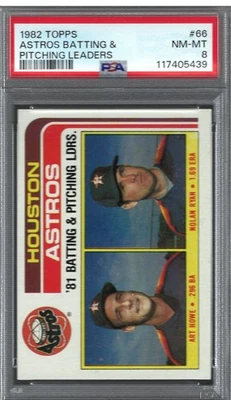 1982 TOPPS #66
ASTROS BATTING & NM-MT
PITCHING LEADERS PSA 8
117405439
HOUSTON
ASTROS
'81 BATTING & PITCHING LDRS.
NOLAN RYAN • 1.69 ERA
ART HOWE • .296 BA
Astros